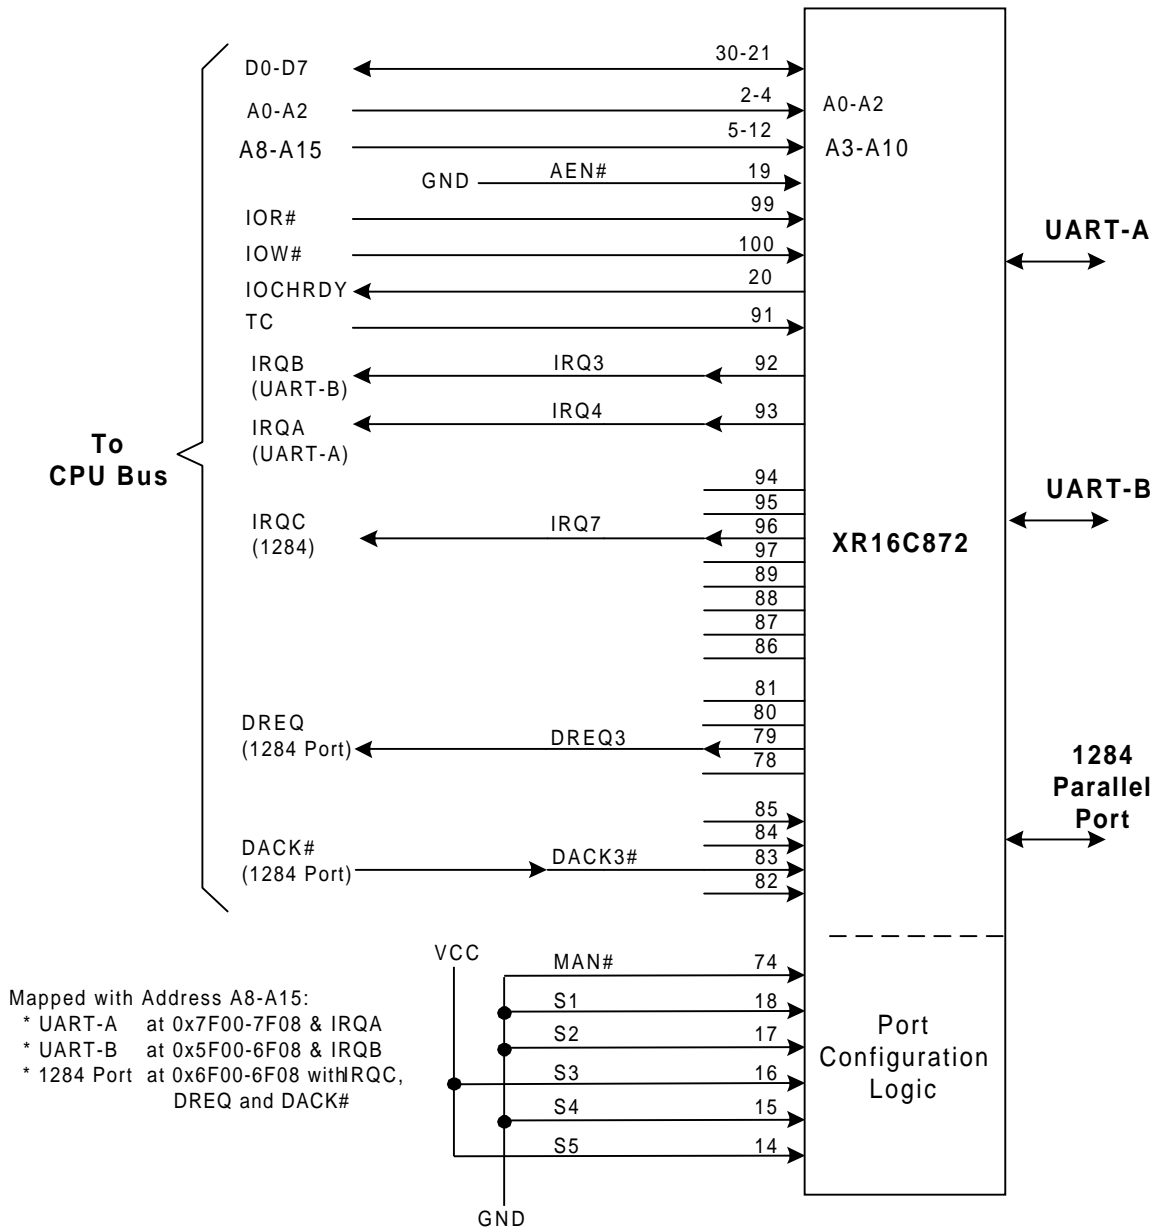 D0-D7 30-21
A0-A2 2-4 A0-A2
A8-A15 5-12 A3-A10
GND AEN# 19
IOR# 99
IOW# 100
IOCHRDY 20
TC 91
IRQB
(UART-B) IRQ3 92
IRQA
(UART-A) IRQ4 93
To
CPU Bus
94
95
IRQC
(1284) IRQ7 96
97
89
88
87
86
81
80
DREQ
(1284 Port) DREQ3 79
78
85
84
DACK#
(1284 Port) DACK3# 83
82
XR16C872
UART-A
UART-B
1284
Parallel
Port
VCC
MAN# 74
S1 18
S2 17
S3 16
S4 15
S5 14
GND
Port
Configuration
Logic
Mapped with Address A8-A15:
* UART-A at 0x7F00-7F08 & IRQA
* UART-B at 0x5F00-6F08 & IRQB
* 1284 Port at 0x6F00-6F08 withIRQC,
DREQ and DACK#